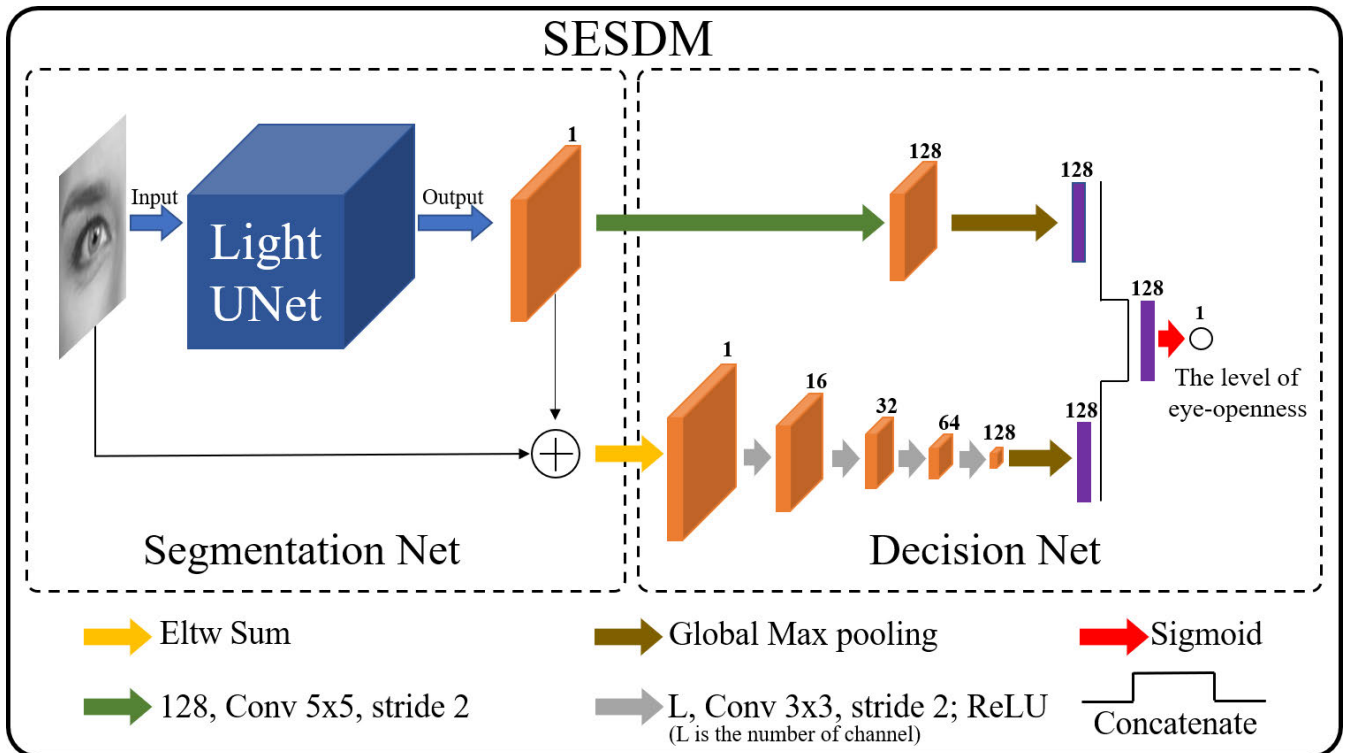 SESDM
1
128
128
Input
Output
Light
UNet
128
1
The level of
eye-openness
1
16
32
64
128
128
Segmentation Net
Decision Net
Eltw Sum
Global Max pooling
Sigmoid
128, Conv 5x5, stride 2
L, Conv 3x3, stride 2; ReLU
(L is the number of channel)
Concatenate